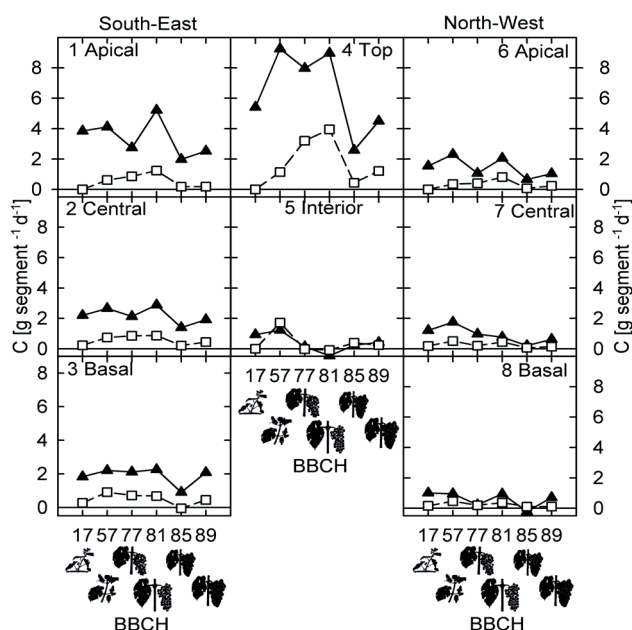 South-East
North-West
1 Apical
4 Top
6 Apical
8
6
4
2
0
8
6
4
2
0
2 Central
5 Interior
7 Central
C [g segment -1 d-1]
C [g segment -1 d-1]
8
6
4
2
0
8
6
4
2
0
3 Basal
17 57 77 81 85 89
BBCH
8 Basal
8
6
4
2
0
8
6
4
2
0
17 57 77 81 85 89
17 57 77 81 85 89
BBCH
BBCH